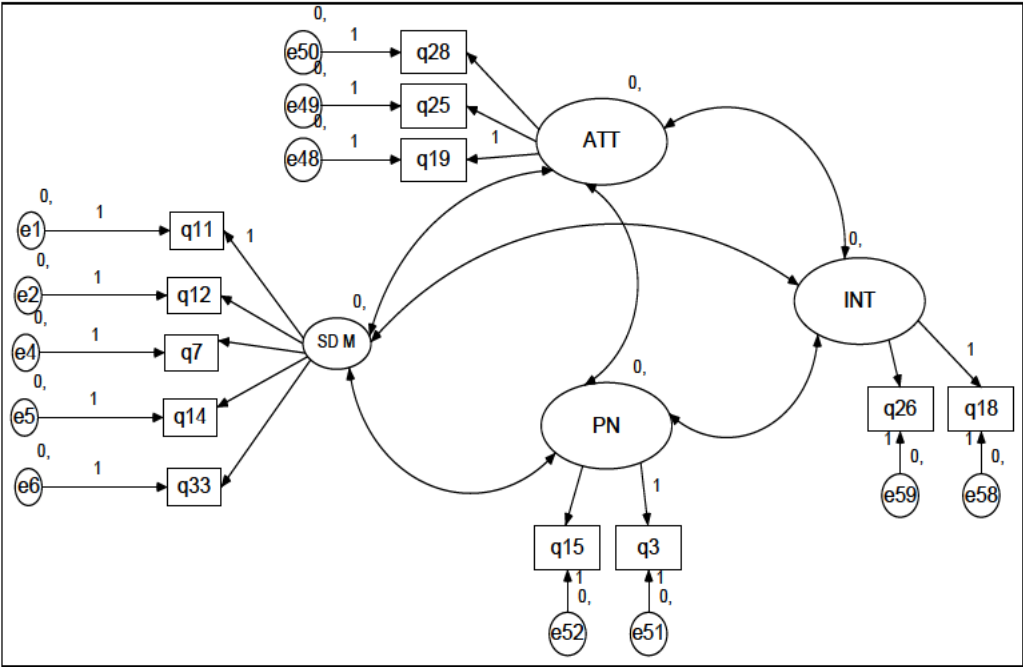 0,
e50 1 q28
0,
e49 1 q25
0,
e48 1 q19
1
ATT
0,
0,
e1 1 q11
1
0,
e2 1 q12
0,
e4 1 q7
0,
e5 1 q14
0,
e6 1 q33
0,
SD M
0,
INT
1
q26 q18
1 0, 1 0,
e59 e58
0,
PN
1
q15 q3
1 1
0, 0,
e52 e51